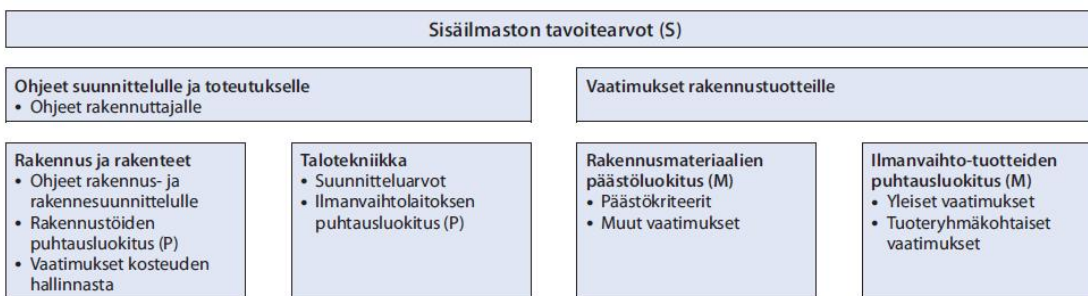 Sisäilmaston tavoitearvot (S)
Ohjeet suunnittelulle ja toteutukselle
• Ohjeet rakennuttajalle
Vaatimukset rakennustuotteille
Rakennus ja rakenteet
• Ohjeet rakennus- ja
rakennesuunnittelulle
• Rakennustöiden
puhtausluokitus (P)
• Vaatimukset kosteuden
hallinnasta
Talotekniikka
• Suunnitteluarvot
• Ilmanvaihtolaitoksen
puhtausluokitus (P)
Rakennusmateriaalien
päästöluokitus (M)
• Päästökriteerit
• Muut vaatimukset
Ilmanvaihto-tuotteiden
puhtausluokitus (M)
• Yleiset vaatimukset
• Tuoteryhmäkohtaiset
vaatimukset